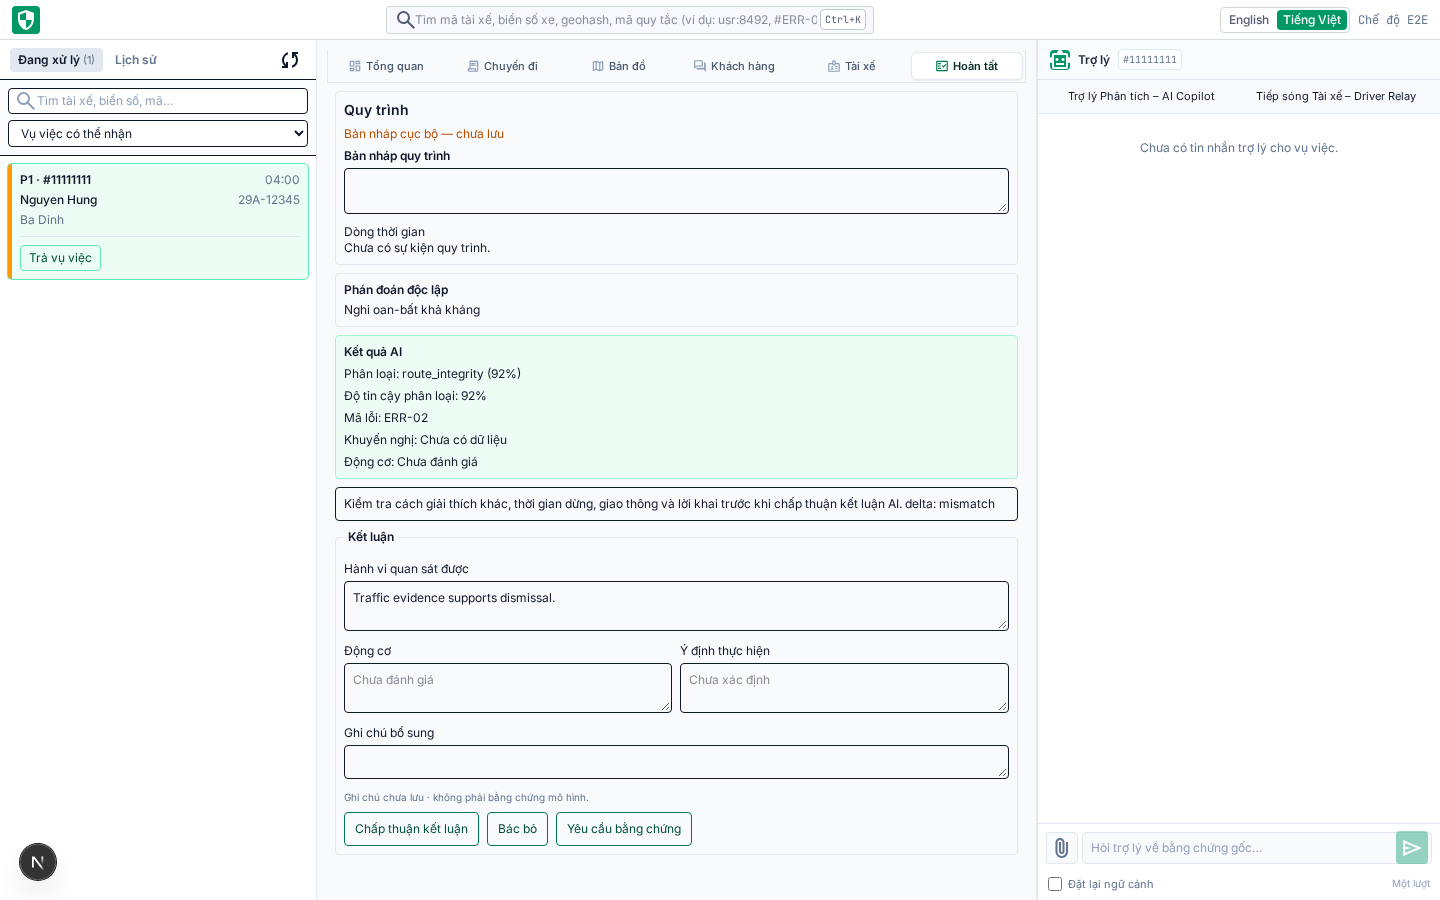 Tìm mã tài xế, biển số xe, geohash, mã quy tắc (ví dụ: usr:8492, #ERR-0
Ctrl+K
English
Tiếng Việt
Chế độ E2E
Đang xử lý (1)
Lịch sử
Tìm tài xế, biển số, mã...
Vụ việc có thể nhận
P1 · #11111111
04:00
Nguyen Hung
29A-12345
Ba Dinh
Trả vụ việc
Tổng quan
Chuyến đi
Bản đồ
Khách hàng
Tài xế
Hoàn tất
Quy trình
Bản nháp cục bộ — chưa lưu
Bản nháp quy trình
Dòng thời gian
Chưa có sự kiện quy trình.
Phán đoán độc lập
Nghi oan-bất khả kháng
Kết quả AI
Phân loại: route_integrity (92%)
Độ tin cậy phân loại: 92%
Mã lỗi: ERR-02
Khuyến nghị: Chưa có dữ liệu
Động cơ: Chưa đánh giá
Kiểm tra cách giải thích khác, thời gian dừng, giao thông và lời khai trước khi chấp thuận kết luận AI. delta: mismatch
Kết luận
Hành vi quan sát được
Traffic evidence supports dismissal.
Động cơ
Ý định thực hiện
Chưa đánh giá
Chưa xác định
Ghi chú bổ sung
Ghi chú chưa lưu · không phải bằng chứng mô hình.
Chấp thuận kết luận
Bác bỏ
Yêu cầu bằng chứng
Trợ lý
#11111111
Trợ lý Phân tích – AI Copilot
Tiếp sóng Tài xế – Driver Relay
Chưa có tin nhắn trợ lý cho vụ việc.
Hỏi trợ lý về bằng chứng gốc...
Đặt lại ngữ cảnh
Một lượt
N